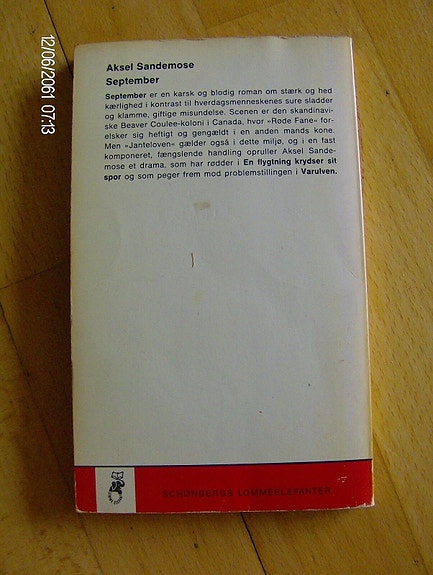 12/06/2061 07:13
Aksel Sandemose
September
September er en karsk og blodig roman om stærk og hed
kærlighed i kontrast til hverdagsmenneskenes sure sladder
og klamme, giftige misundelse. Scenen er den skandinavi-
ske Beaver Coulee-koloni i Canada, hvor »Røde Fane« for-
elsker sig heftigt og gengældt i en anden mands kone.
Men »Janteloven« gælder også i dette miljø, og i en fast
komponeret, fængslende handling opruller Aksel Sande-
mose et drama, som har rødder i En flygtning krydser sit
spor og som peger frem mod problemstillingen i Varulven.
SCHØNBERGS LOMMEELEFANTER